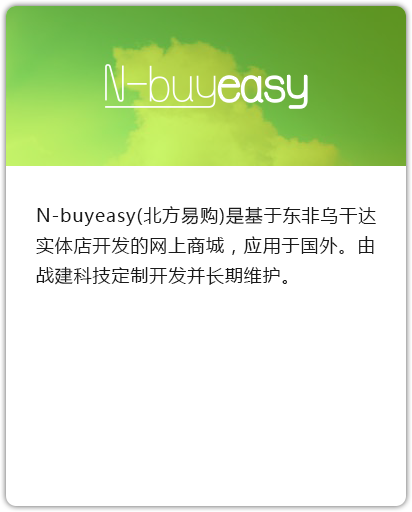 N-buyeasy
N-buyeasy(北方易购)是基于东非乌干达
实体店开发的网上商城，应用于国外。由
战建科技定制开发并长期维护。